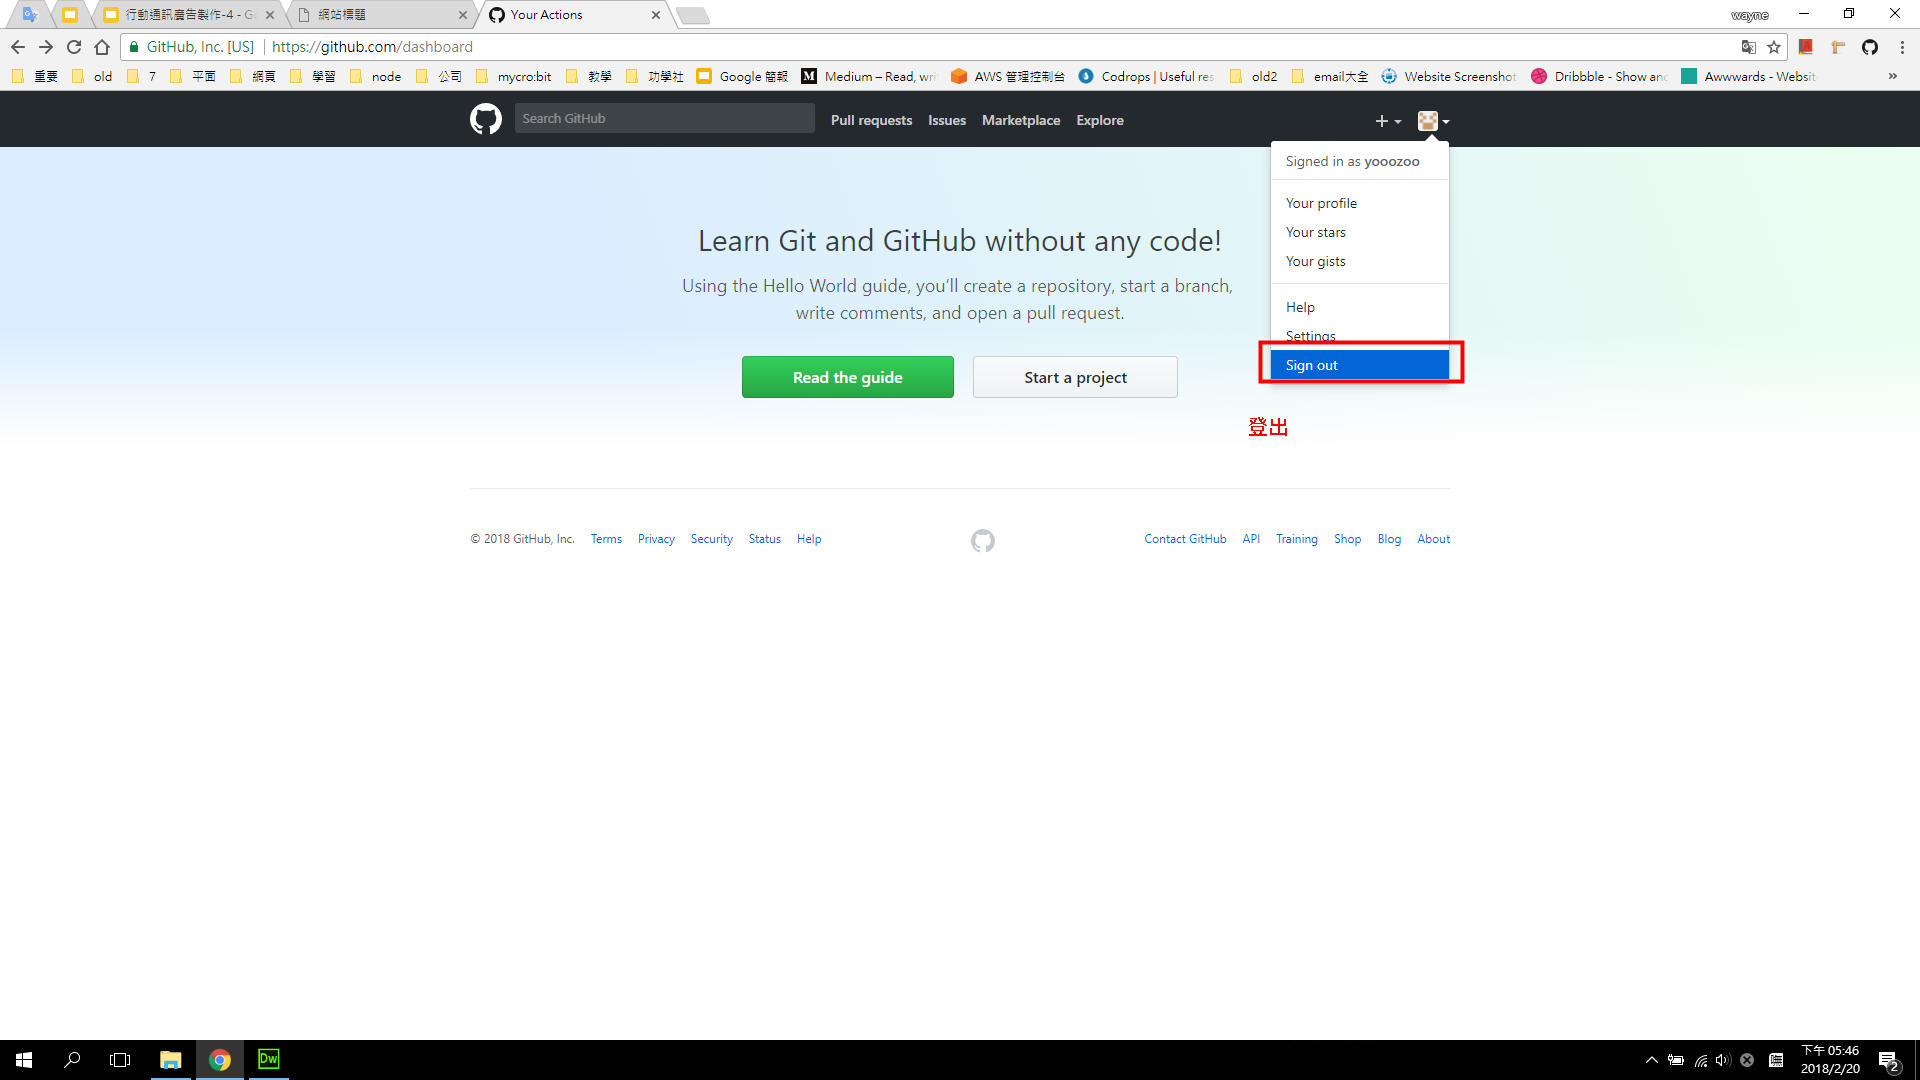 行動通訊廣告製作-4 - G
網站標題
Your Actions
wayne
GitHub, Inc. [US]
https://github.com/dashboard
重要
old
7
平面
網頁
學習
node
公司
mycro:bit
教學
功學社
Google 簡報
Medium – Read, wri
AWS 管理控制台
Codrops | Useful res
old2
email大全
Website Screenshot
Dribbble - Show and
Awwwards - Website
»
Search GitHub
Pull requests
Issues
Marketplace
Explore
Signed in as yooozoo
Your profile
Your stars
Your gists
Help
Settings
Sign out
Learn Git and GitHub without any code!
Using the Hello World guide, you’ll create a repository, start a branch,
write comments, and open a pull request.
Read the guide
Start a project
登出
© 2018 GitHub, Inc.
Terms
Privacy
Security
Status
Help
Contact GitHub
API
Training
Shop
Blog
About
Dw
下午 05:46
2018/2/20
2